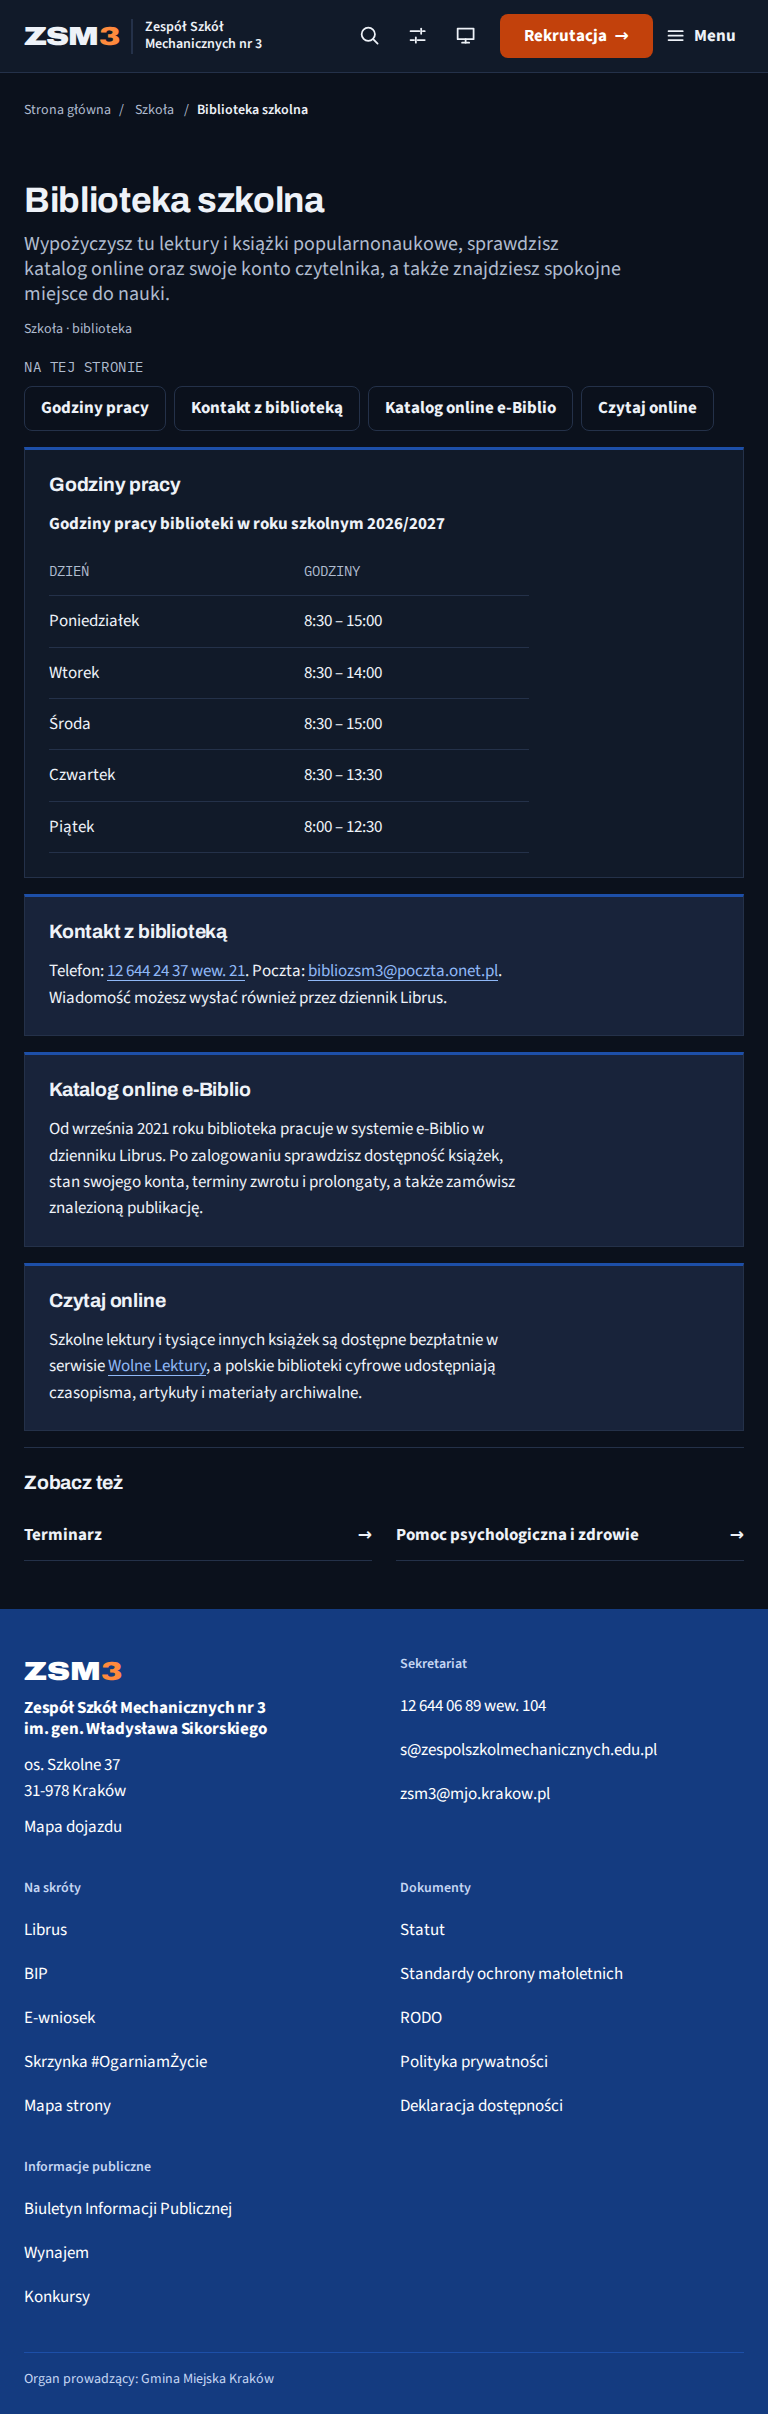 ZSM3
Zespół Szkół
Mechanicznych nr 3
Rekrutacja →
Menu
Strona główna / Szkoła / Biblioteka szkolna
Biblioteka szkolna
Wypożyczysz tu lektury i książki popularnonaukowe, sprawdzisz
katalog online oraz swoje konto czytelnika, a także znajdziesz spokojne
miejsce do nauki.
Szkoła · biblioteka
NA TEJ STRONIE
Godziny pracy
Kontakt z biblioteką
Katalog online e-Biblio
Czytaj online
Godziny pracy
Godziny pracy biblioteki w roku szkolnym 2026/2027
DZIEŃ GODZINY
Poniedziałek 8:30 – 15:00
Wtorek 8:30 – 14:00
Środa 8:30 – 15:00
Czwartek 8:30 – 13:30
Piątek 8:00 – 12:30
Kontakt z biblioteką
Telefon: 12 644 24 37 wew. 21. Poczta: bibliozsm3@poczta.onet.pl.
Wiadomość możesz wysłać również przez dziennik Librus.
Katalog online e-Biblio
Od września 2021 roku biblioteka pracuje w systemie e-Biblio w
dzienniku Librus. Po zalogowaniu sprawdzisz dostępność książek,
stan swojego konta, terminy zwrotu i prolongaty, a także zamówisz
znalezioną publikację.
Czytaj online
Szkolne lektury i tysiące innych książek są dostępne bezpłatnie w
serwisie Wolne Lektury, a polskie biblioteki cyfrowe udostępniają
czasopisma, artykuły i materiały archiwalne.
Zobacz też
Terminarz →
Pomoc psychologiczna i zdrowie →
ZSM3
Zespół Szkół Mechanicznych nr 3
im. gen. Władysława Sikorskiego
os. Szkolne 37
31-978 Kraków
Mapa dojazdu
Sekretariat
12 644 06 89 wew. 104
s@zespolszkolmechanicznych.edu.pl
zsm3@mjo.krakow.pl
Na skróty
Librus
BIP
E-wniosek
Skrzynka #OgarniamŻycie
Mapa strony
Dokumenty
Statut
Standardy ochrony małoletnich
RODO
Polityka prywatności
Deklaracja dostępności
Informacje publiczne
Biuletyn Informacji Publicznej
Wynajem
Konkursy
Organ prowadzący: Gmina Miejska Kraków